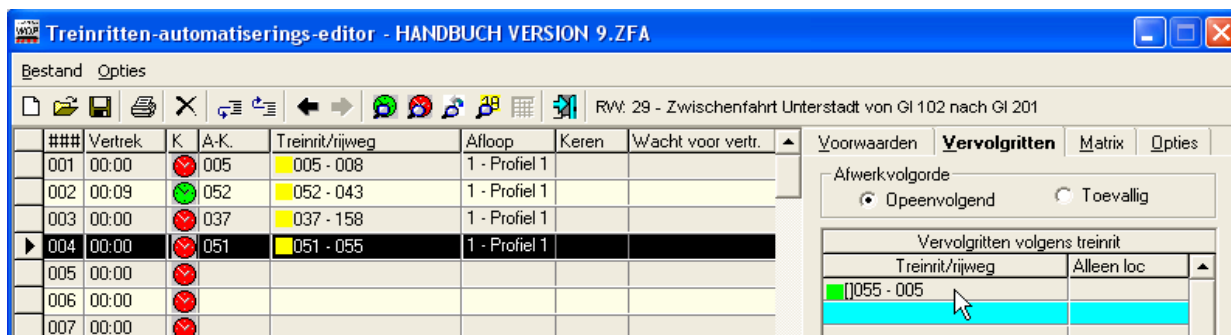 WDP Treinritten-automatiserings-editor - HANDBUCH VERSION 9.ZFA
Bestand Opties
RW: 29 - Zwischenfahrt Unterstadt von Gl 102 nach Gl 201
### Vertrek K A.-K. Treinrit/rijweg Afloop Keren Wacht voor vertr.
001 00:00 005 005 - 008 1 - Profiel 1
002 00:09 052 052 - 043 1 - Profiel 1
003 00:00 037 037 - 158 1 - Profiel 1
004 00:00 051 051 - 055 1 - Profiel 1
005 00:00
006 00:00
007 00:00
Voorwaarden Vervolgritten Matrix Opties
Afwerkvolgorde
Opeenvolgend Toevallig
Vervolgritten volgens treinrit
Treinrit/rijweg Alleen loc
[]055 - 005